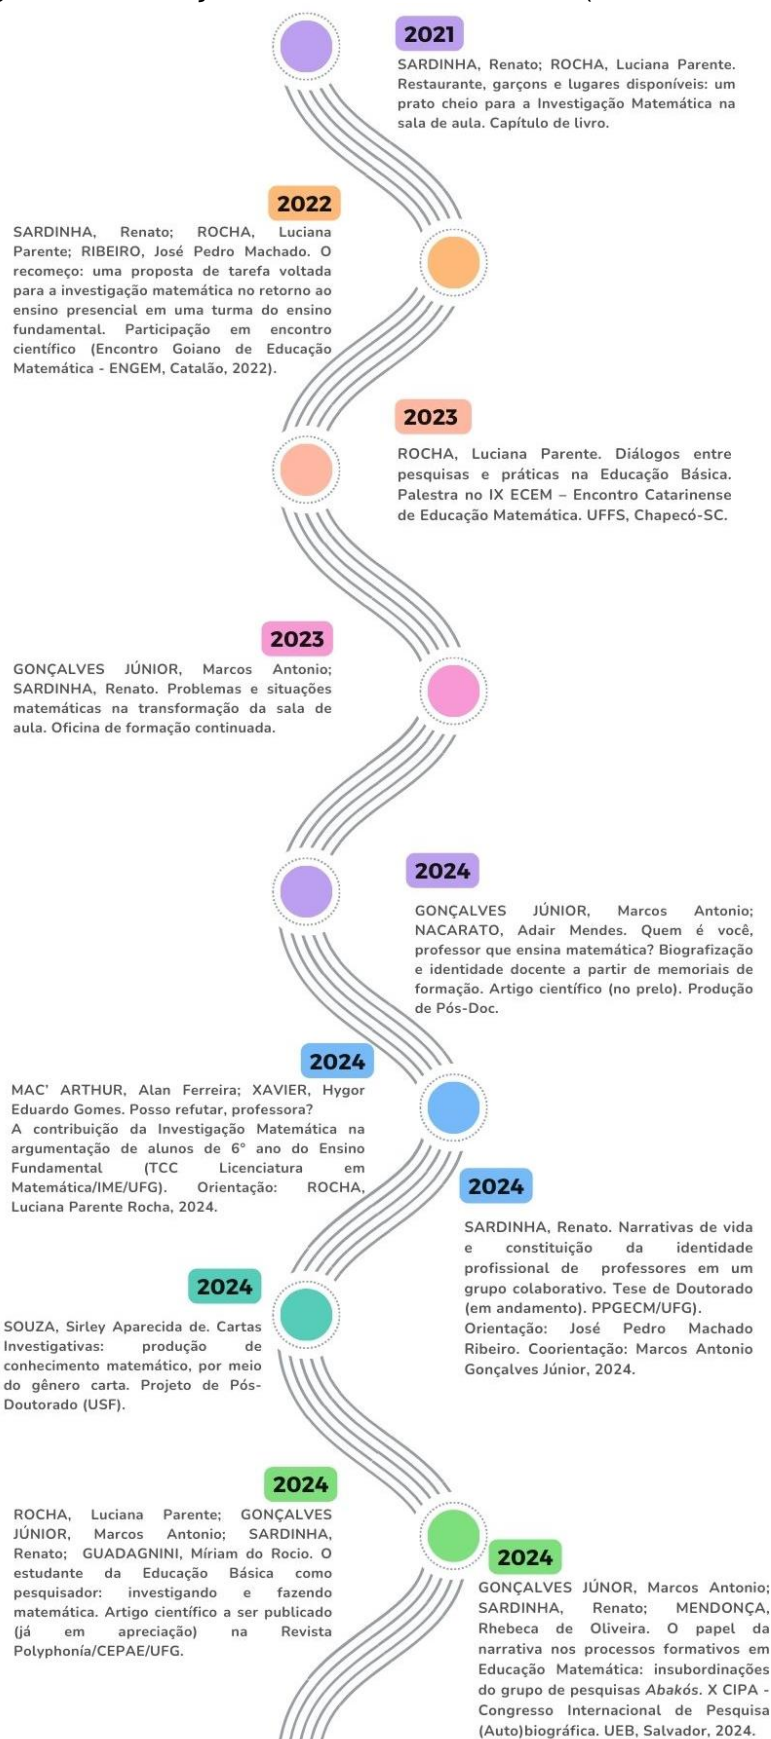 2021
SARDINHA, Renato; ROCHA, Luciana Parente.
Restaurante, garçons e lugares disponíveis: um
prato cheio para a Investigação Matemática na
sala de aula. Capítulo de livro.
2022
SARDINHA, Renato; ROCHA, Luciana
Parente; RIBEIRO, José Pedro Machado. O
recomeço: uma proposta de tarefa voltada
para a investigação matemática no retorno ao
ensino presencial em uma turma do ensino
fundamental. Participação em encontro
científico (Encontro Goiano de Educação
Matemática - ENGEM, Catalão, 2022).
2023
ROCHA, Luciana Parente. Diálogos entre
pesquisas e práticas na Educação Básica.
Palestra no IX ECEM – Encontro Catarinense
de Educação Matemática. UFFS, Chapecó-SC.
2023
GONÇALVES JÚNIOR, Marcos Antonio;
SARDINHA, Renato. Problemas e situações
matemáticas na transformação da sala de
aula. Oficina de formação continuada.
2024
GONÇALVES JÚNIOR, Marcos Antonio;
NACARATO, Adair Mendes. Quem é você,
professor que ensina matemática? Biografização
e identidade docente a partir de memoriais de
formação. Artigo científico (no prelo). Produção
de Pós-Doc.
2024
MAC' ARTHUR, Alan Ferreira; XAVIER, Hygor
Eduardo Gomes. Posso refutar, professora?
A contribuição da Investigação Matemática na
argumentação de alunos de 6º ano do Ensino
Fundamental (TCC Licenciatura em
Matemática/IME/UFG). Orientação: ROCHA,
Luciana Parente Rocha, 2024.
2024
SARDINHA, Renato. Narrativas de vida
e constituição da identidade
profissional de professores em um
grupo colaborativo. Tese de Doutorado
(em andamento). PPGECM/UFG).
Orientação: José Pedro Machado
Ribeiro. Coorientação: Marcos Antonio
Gonçalves Júnior, 2024.
2024
SOUZA, Sirley Aparecida de. Cartas
Investigativas: produção de
conhecimento matemático, por meio
do gênero carta. Projeto de Pós-
Doutorado (USF).
2024
ROCHA, Luciana Parente; GONÇALVES
JÚNIOR, Marcos Antonio; SARDINHA,
Renato; GUADAGNINI, Míriam do Rocio. O
estudante da Educação Básica como
pesquisador: investigando e fazendo
matemática. Artigo científico a ser publicado
(já em apreciação) na Revista
Polyphonía/CEPAE/UFG.
2024
GONÇALVES JÚNOR, Marcos Antonio;
SARDINHA, Renato; MENDONÇA,
Rhebeca de Oliveira. O papel da
narrativa nos processos formativos em
Educação Matemática: insubordinações
do grupo de pesquisas Abakós. X CIPA -
Congresso Internacional de Pesquisa
(Auto)biográfica. UEB, Salvador, 2024.